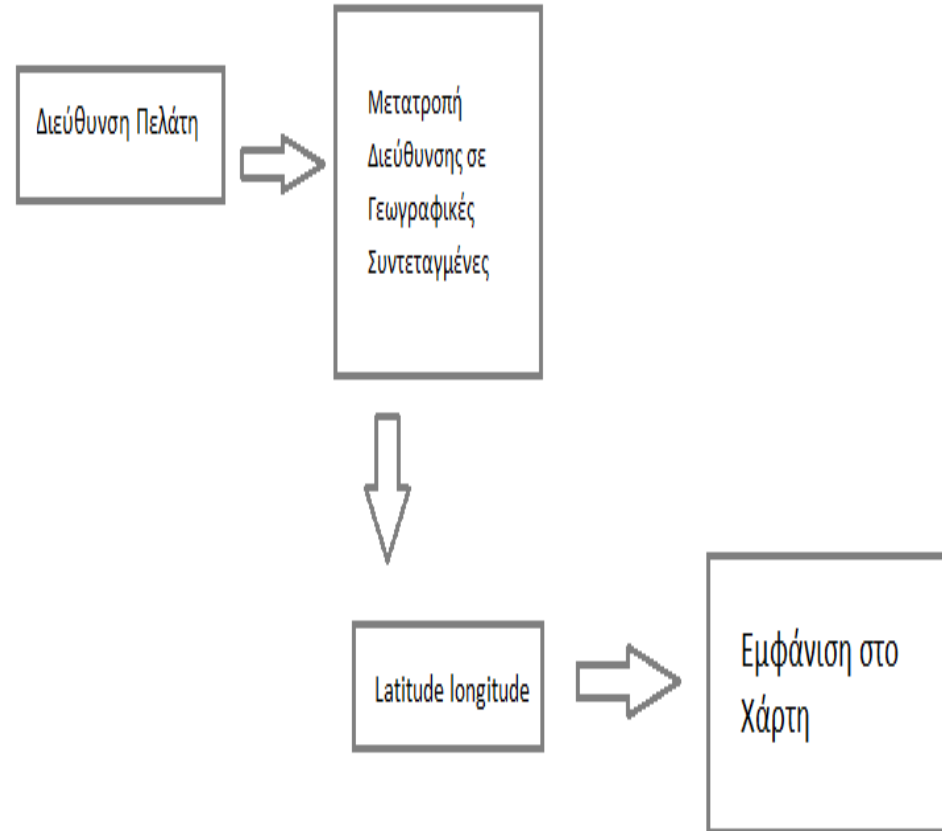 Διεύθυνση Πελάτη
Μετατροπή
Διεύθυνσης σε
Γεωγραφικές
Συντεταγμένες
Latitude longitude
Εμφάνιση στο
Χάρτη